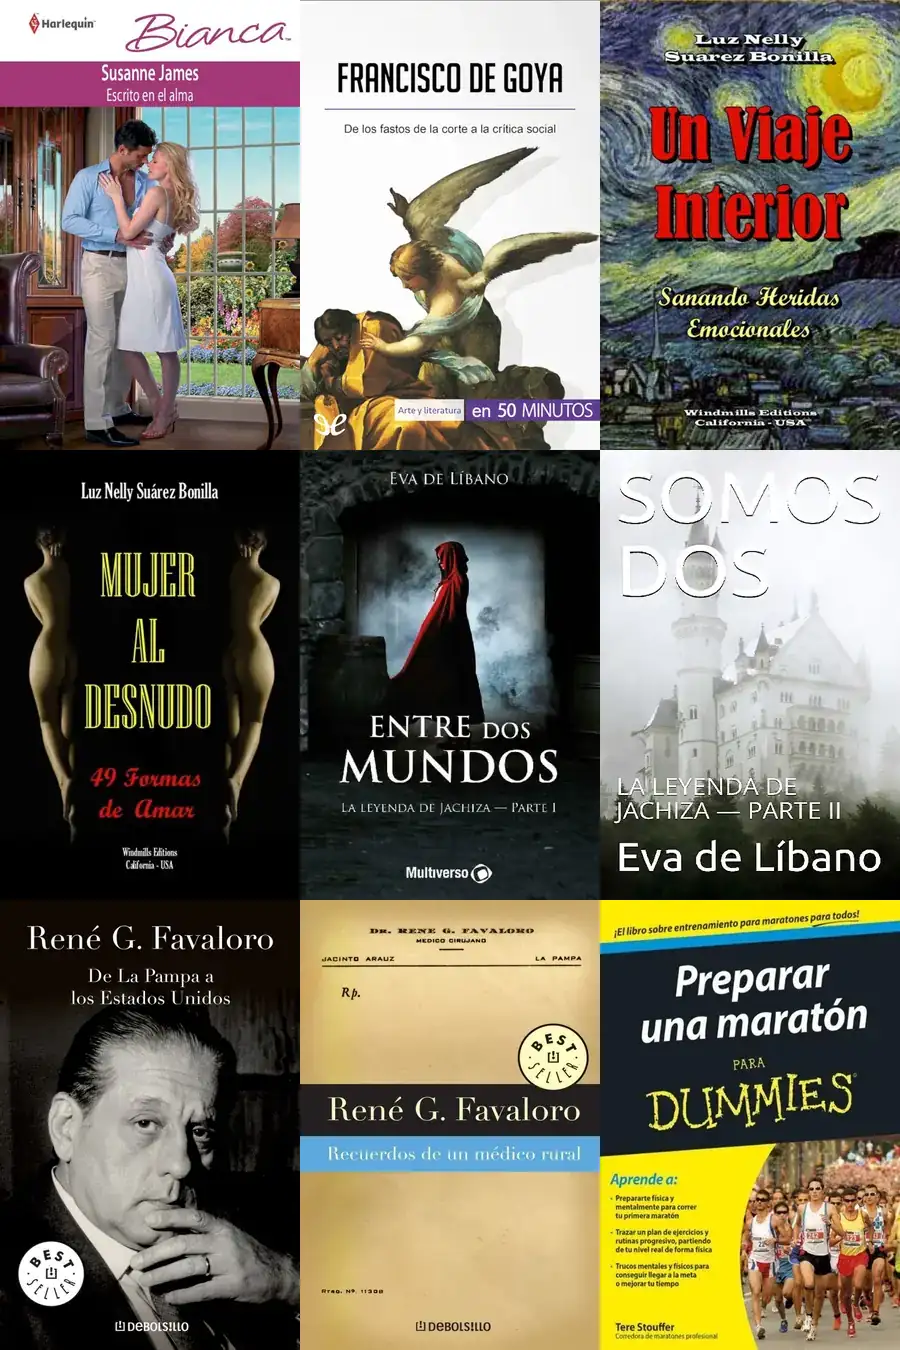 Harlequin
Bianca
Susanne James
Escrito en el alma
FRANCISCO DE GOYA
De los fastos de la corte a la crítica social
Arte y literatura
en 50 MINUTOS
Luz Nelly
Suarez Bonilla
Un Viaje
Interior
Sanando Heridas
Emocionales
Windmills Editions
California - USA
Luz Nelly Suárez Bonilla
MUJER
AL
DESNUDO
49 Formas
de Amar
Windmills Editions
California - USA
EVA DE LÍBANO
ENTRE DOS
MUNDOS
LA LEYENDA DE JACHIZA — PARTE I
Multiverso
SOMOS
DOS
LA LEYENDA DE
JACHIZA — PARTE II
Eva de Líbano
René G. Favaloro
De La Pampa a
los Estados Unidos
BEST
SELLER
DEBOLS!LLO
DR. RENE G. FAVALORO
MEDICO CIRUJANO
JACINTO ARAUZ
LA PAMPA
Rp.
BEST
SELLER
René G. Favaloro
Recuerdos de un médico rural
DEBOLS!LLO
¡El libro sobre entrenamiento para maratones para todos!
Preparar
una maratón
PARA
DUMMIES
Aprende a:
• Prepararte física y
mentalmente para correr
tu primera maratón
• Trazar un plan de ejercicios y
rutinas progresivo, partiendo
de tu nivel real de forma física
• Trucos mentales y físicos para
conseguir llegar a la meta
o mejorar tu tiempo
Tere Stouffer
Corredora de maratones profesional